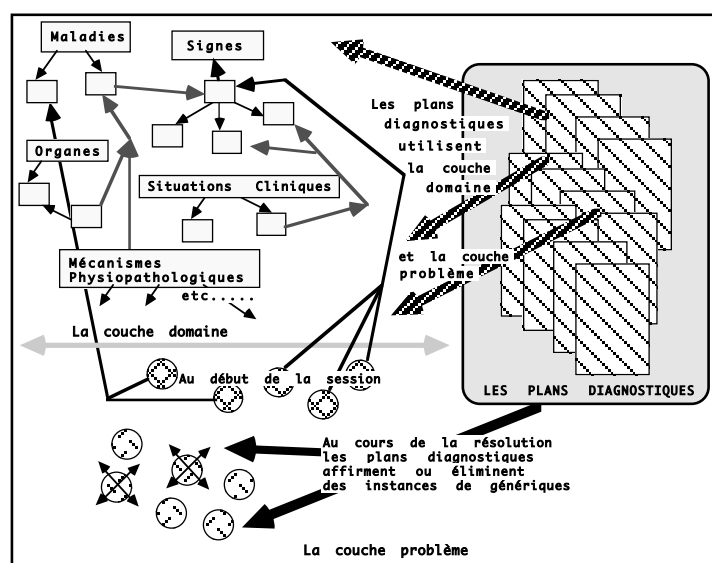 Maladies
Signes
Organes
Situations Cliniques
Mécanismes
Physiopathologiques
etc.....
La couche domaine
Les plans
diagnostiques
utilisent
la couche
domaine
et la couche
problème
LES PLANS DIAGNOSTIQUES
Au début de la session
Au cours de la résolution
les plans diagnostiques
affirment ou éliminent
des instances de génériques
La couche problème